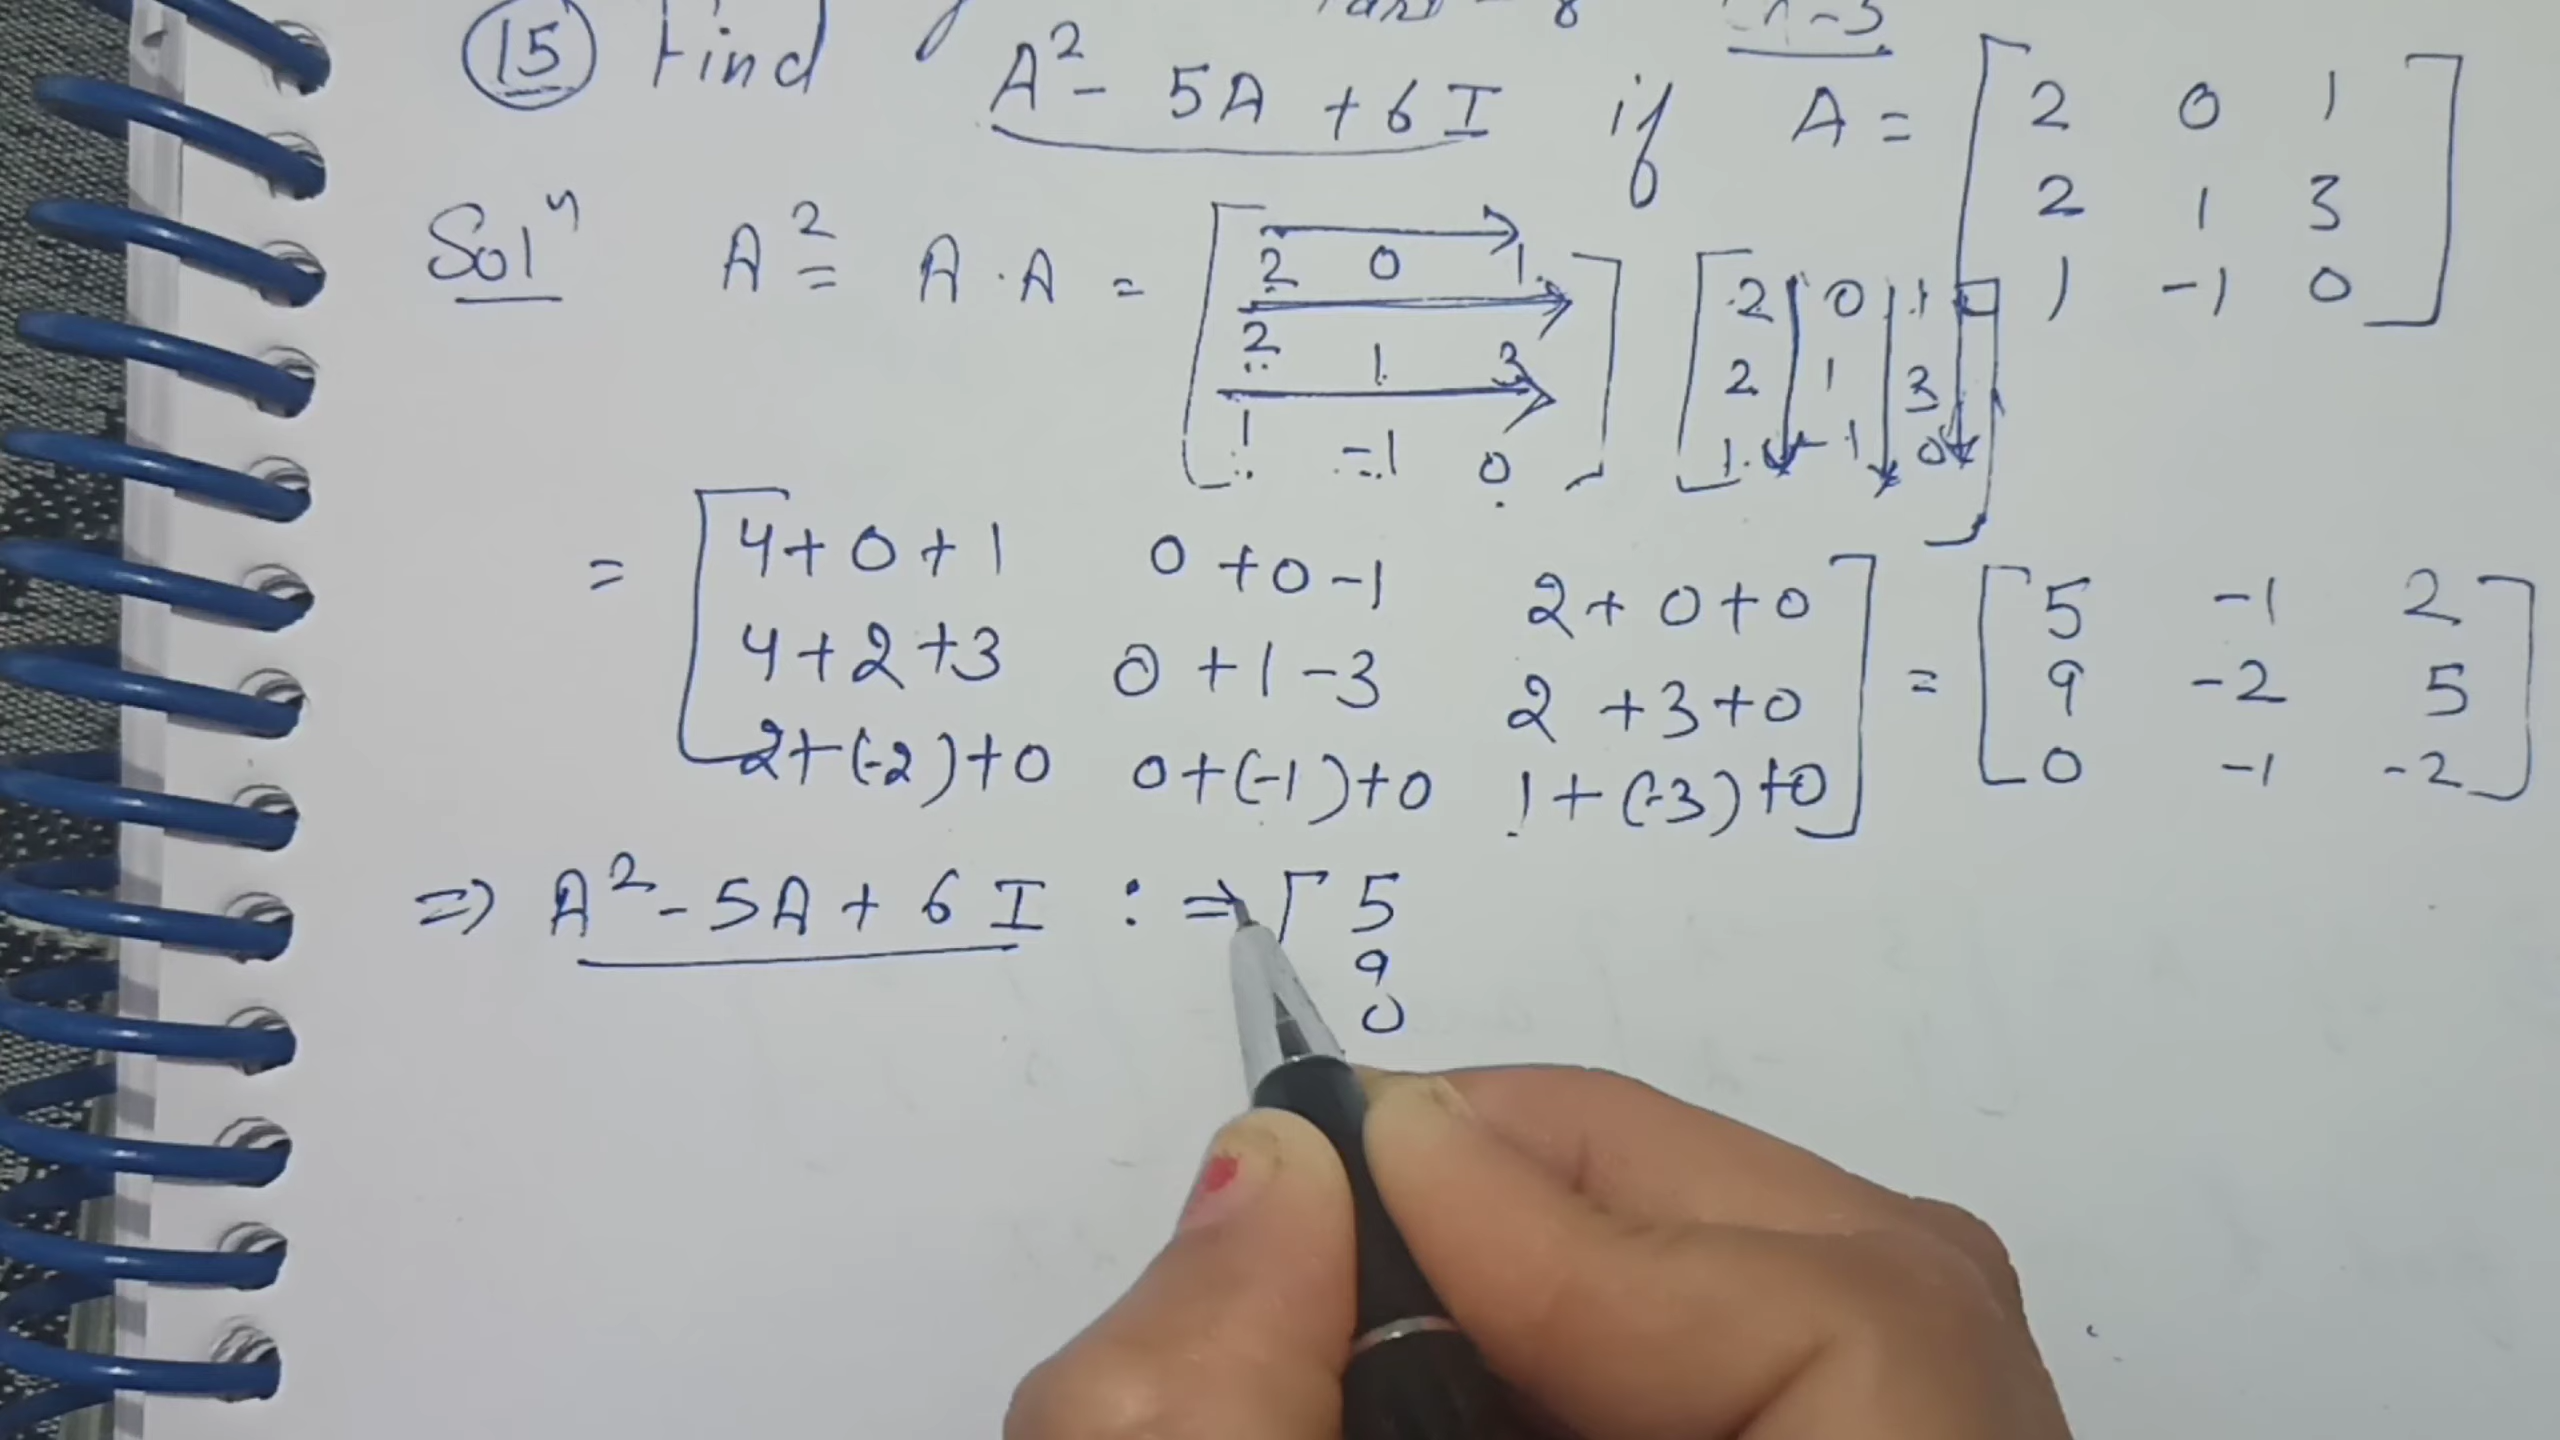 15 Find
A² - 5A + 6I if A = [2 0 1
2 1 3
1 -1 0]
Solⁿ A² = A . A = [2 0 1
2 1 3
1 -1 0] [2 0 1
2 1 3
1 -1 0]
= [4+0+1 0+0-1 2+0+0
4+2+3 0+1-3 2+3+0
2+(-2)+0 0+(-1)+0 1+(-3)+0] = [5 -1 2
9 -2 5
0 -1 -2]
⇒ A² - 5A + 6I : ⇒ [5
9
0